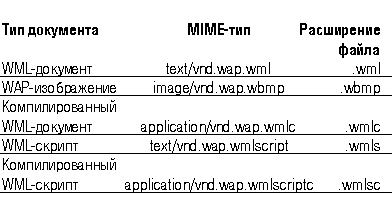 Тип документа MIME-тип Расширение
файла
WML-документ text/vnd.wap.wml .wml
WAP-изображение image/vnd.wap.wbmp .wbmp
Компилированный
WML-документ application/vnd.wap.wmlc .wmlc
WML-скрипт text/vnd.wap.wmlscript .wmls
Компилированный
WML-скрипт application/vnd.wap.wmlscriptc .wmlsc